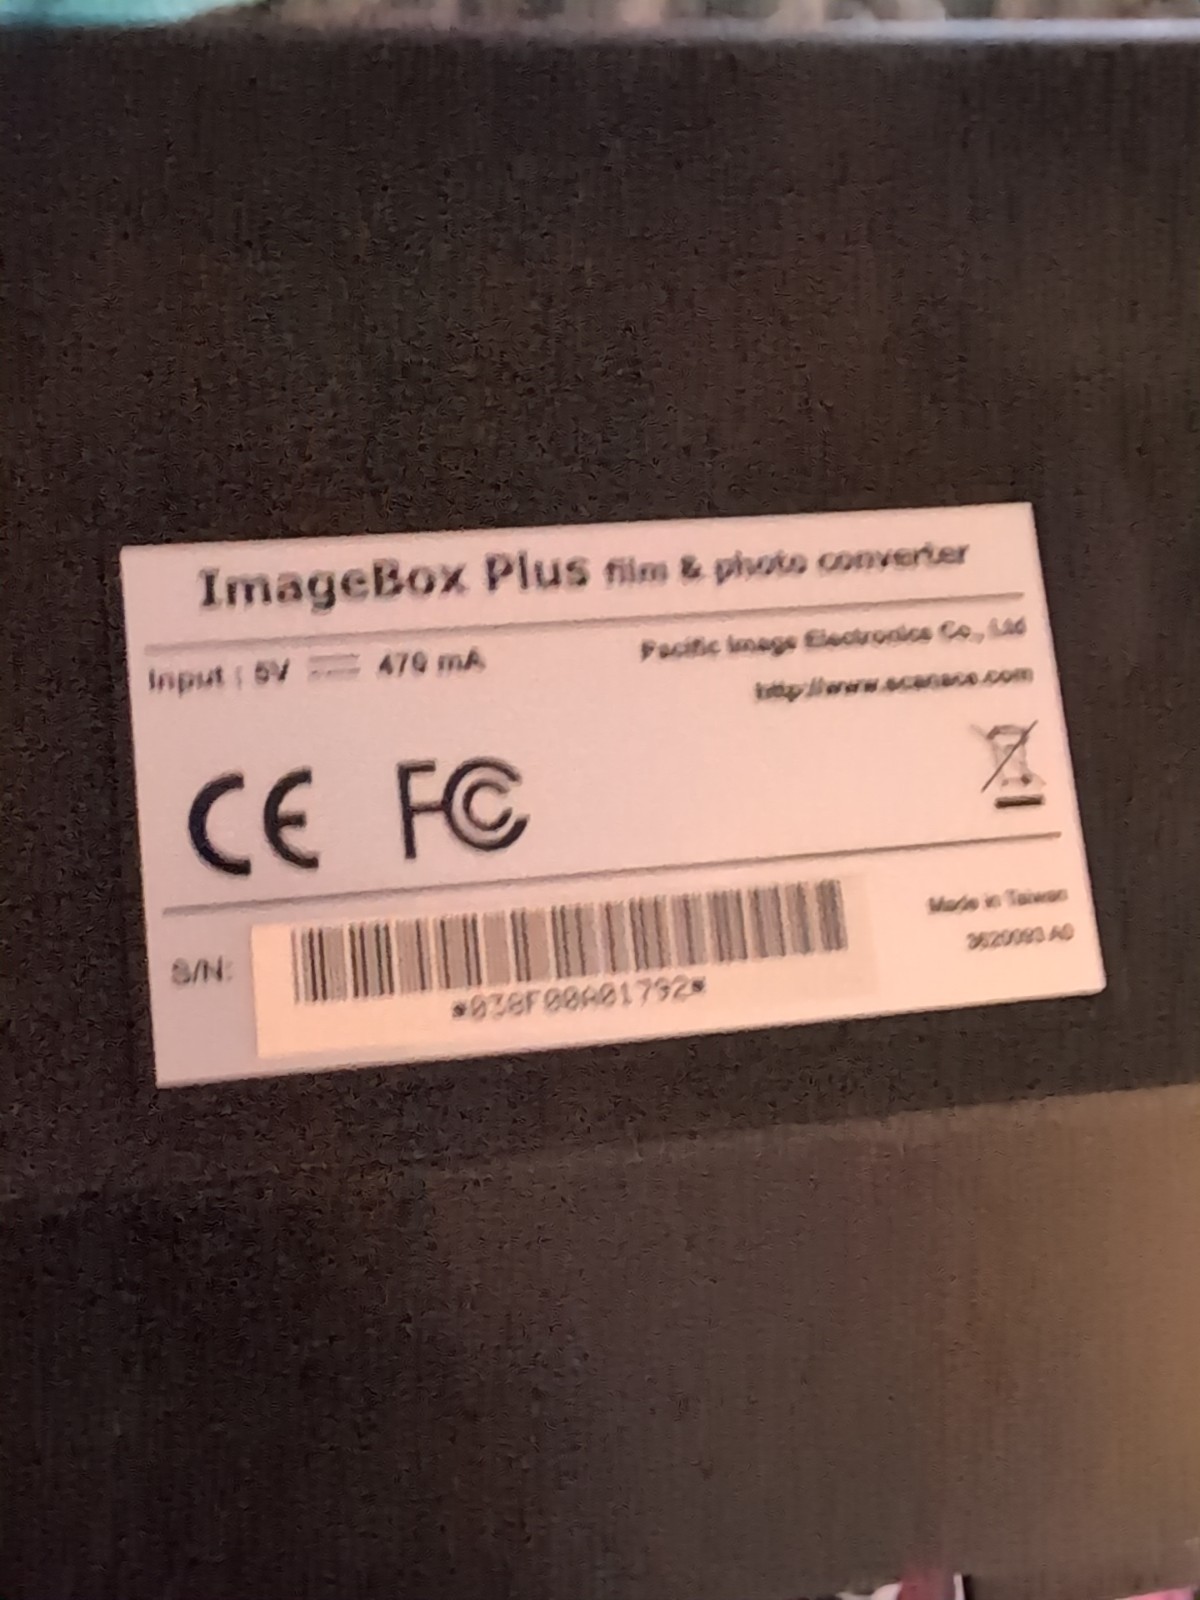 ImageBox Plus film & photo converter
Input : 5V 470 mA
Pacific Image Electronics Co., Ltd
http://www.scanace.com
CE FC
S/N:
*038F00A01792*
Made in Taiwan